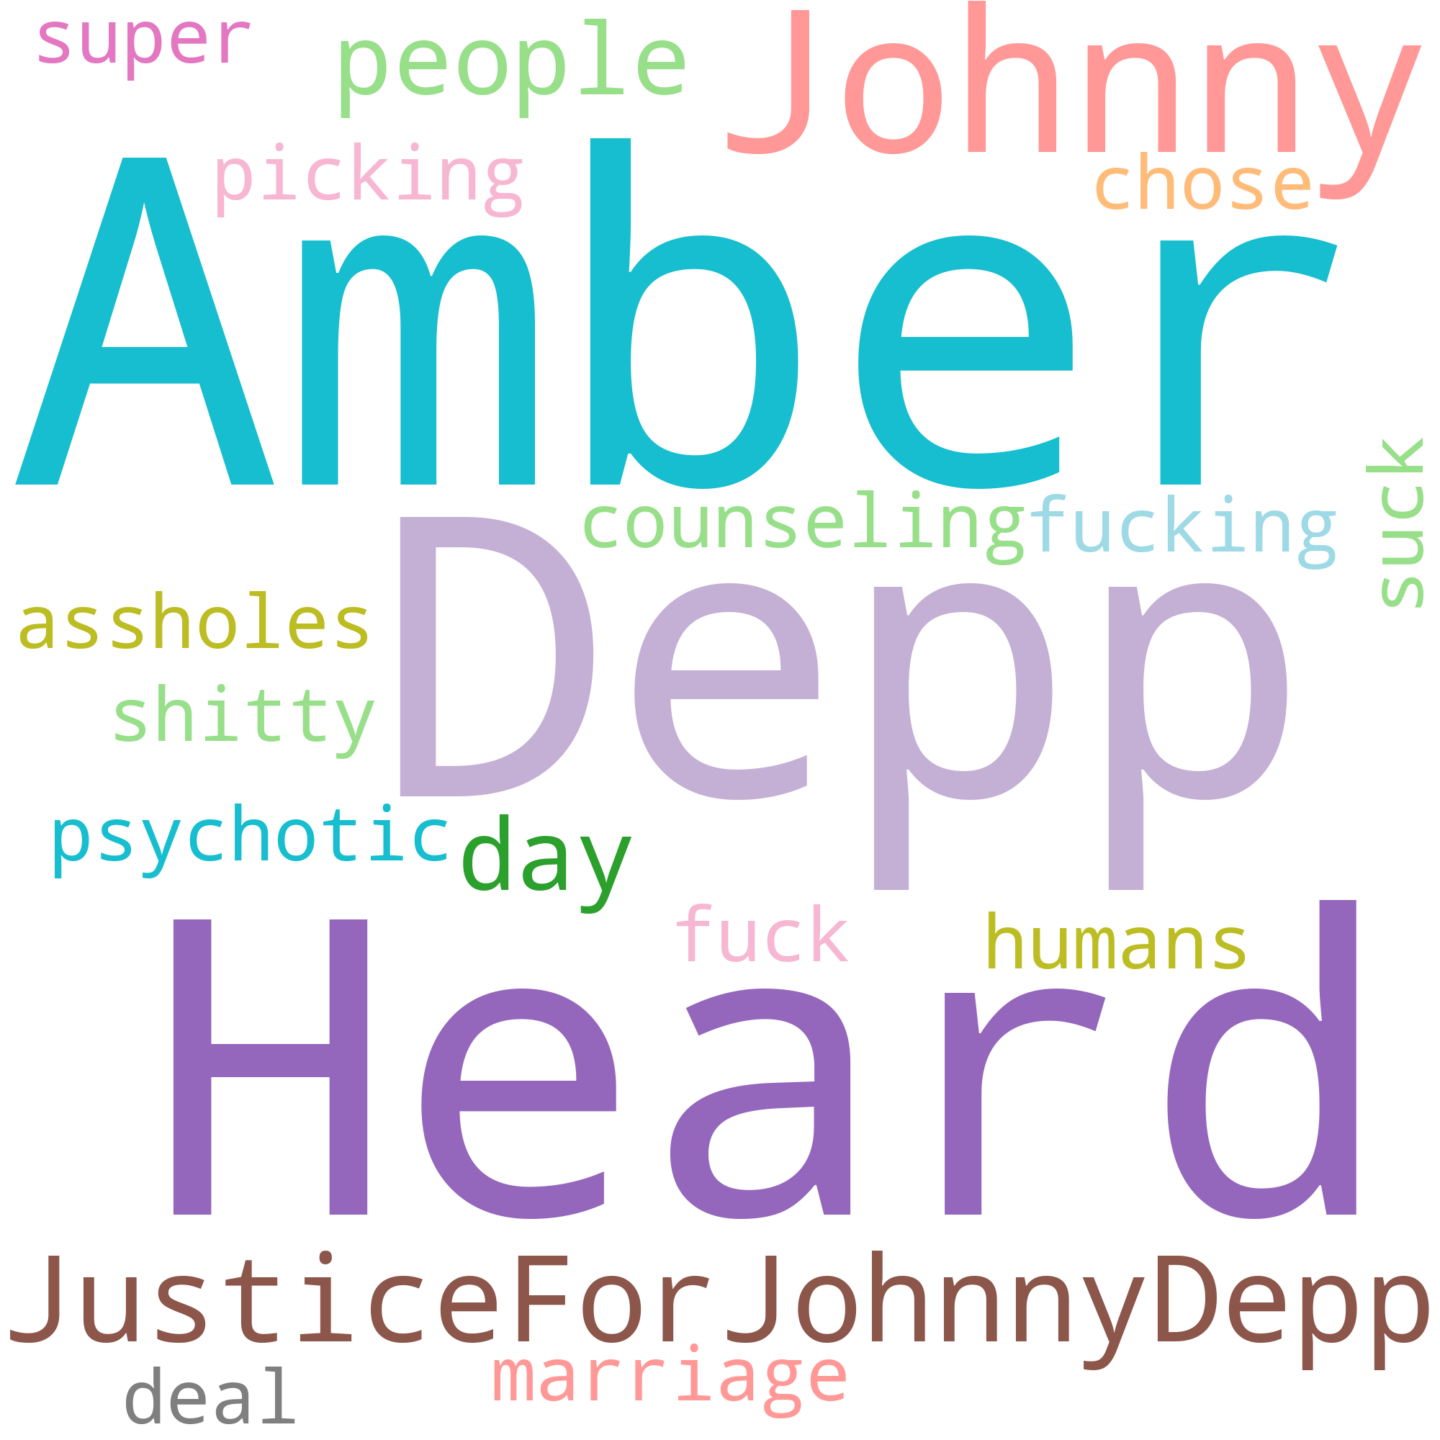 super
people
Johnny
picking
chose
Amber
suck
counseling
fucking
Depp
assholes
shitty
psychotic
day
fuck
humans
Heard
JusticeForJohnnyDepp
marriage
deal